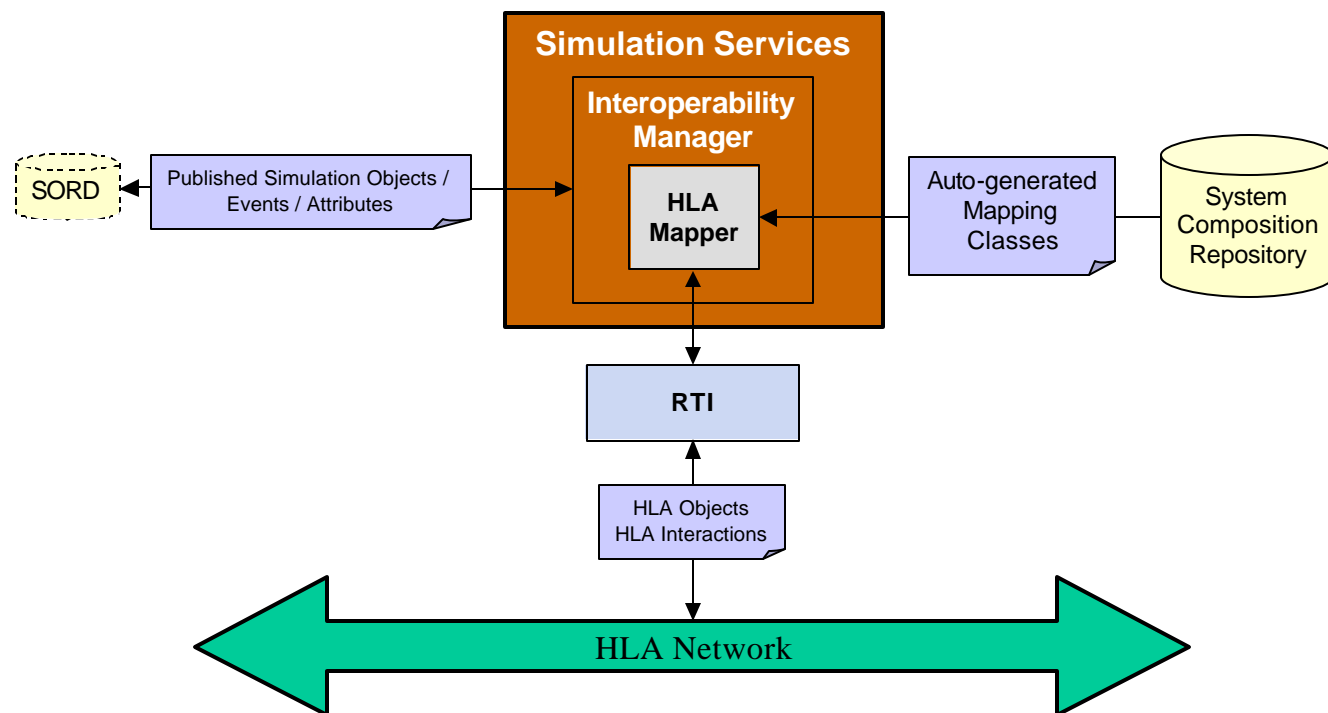 Simulation Services
Interoperability
Manager
HLA
Mapper
SORD
Published Simulation Objects /
Events / Attributes
Auto-generated
Mapping
Classes
System
Composition
Repository
RTI
HLA Objects
HLA Interactions
HLA Network